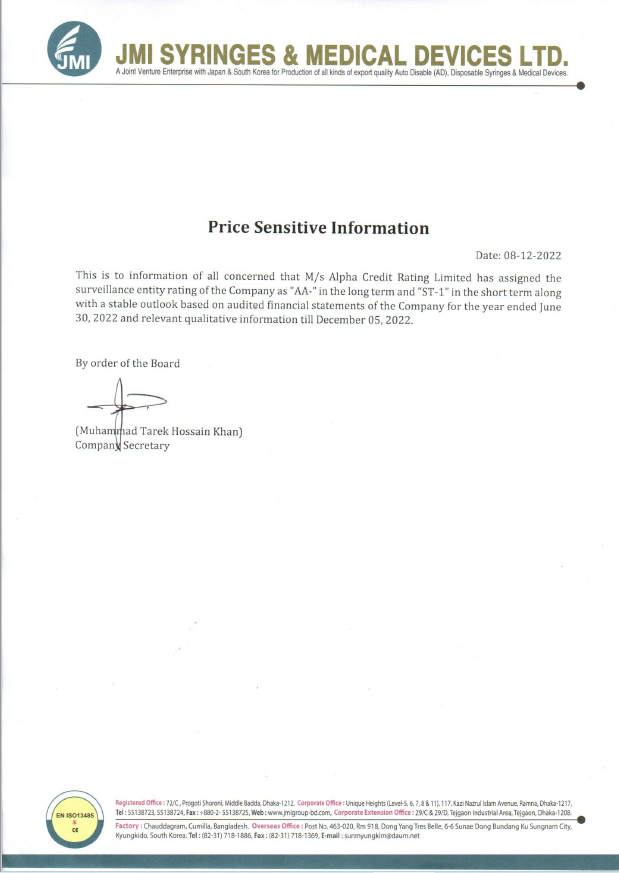 JMI
JMI SYRINGES & MEDICAL DEVICES LTD.
A Joint Venture Enterprise with Japan & South Korea for Production of all kinds of export quality Auto Disable (AD), Disposable Syringes & Medical Devices.
Price Sensitive Information
Date: 08-12-2022
This is to information of all concerned that M/s Alpha Credit Rating Limited has assigned the
surveillance entity rating of the Company as "AA-" in the long term and "ST-1" in the short term along
with a stable outlook based on audited financial statements of the Company for the year ended June
30, 2022 and relevant qualitative information till December 05, 2022.
By order of the Board
(Muhammad Tarek Hossain Khan)
Company Secretary
EN ISO13485
&
CE
Registered Office : 72/C, Progoti Shoroni, Middle Badda, Dhaka-1212. Corporate Office : Unique Heights (Level-5, 6, 7, 8 & 11), 117, Kazi Nazrul Islam Avenue, Ramna, Dhaka-1217,
Tel : 55138723, 55138724, Fax : +880-2- 55138725, Web : www.jmigroup-bd.com, Corporate Extension Office : 29/C & 29/D, Tejgaon Industrial Area, Tejgaon, Dhaka-1208.
Factory : Chauddagram, Cumilla, Bangladesh. Overseas Office : Post No. 463-020, Rm 918, Dong Yang Tres Belle, 6-6 Sunae Dong Bundang Ku Sungnam City,
Kyungkido, South Korea. Tel : (82-31) 718-1886, Fax : (82-31) 718-1369, E-mail : sunmyungkim@daum.net